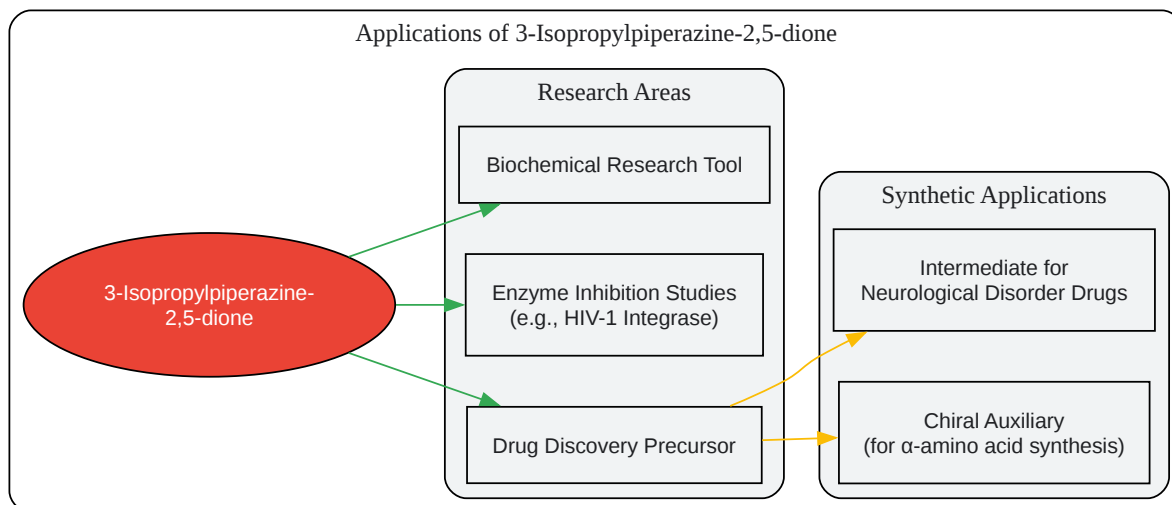 Applications of 3-Isopropylpiperazine-2,5-dione
Research Areas
Biochemical Research Tool
Synthetic Applications
3-Isopropylpiperazine-
2,5-dione
Enzyme Inhibition Studies
(e.g., HIV-1 Integrase)
Intermediate for
Neurological Disorder Drugs
Drug Discovery Precursor
Chiral Auxiliary
(for α-amino acid synthesis)